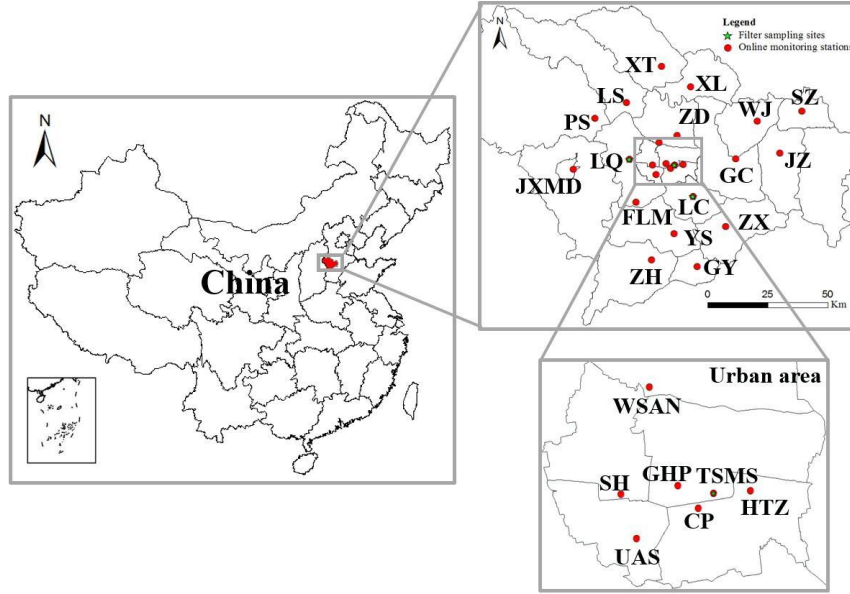 N
China
N
Legend
Filter sampling sites
Online monitoring stations
XT
XL
LS
WJ
SZ
PS
ZD
LQ
JZ
JXMD
GC
FLM
LC
ZX
YS
ZH
GY
0 25 50
Km
Urban area
WSAN
GHP TSMS
SH
HTZ
CP
UAS